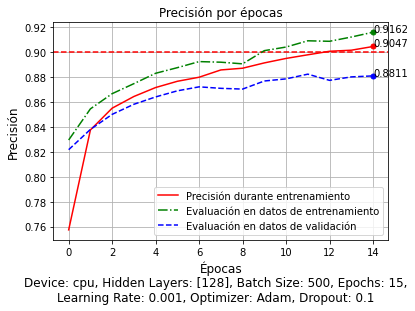 Precisión por épocas
0.92
0.90
0.88
0.86
0.84
0.82
0.80
0.78
0.76
Precisión
0.9162
0.9047
0.8811
Precisión durante entrenamiento
Evaluación en datos de entrenamiento
Evaluación en datos de validación
0 2 4 6 8 10 12 14
Épocas
Device: cpu, Hidden Layers: [128], Batch Size: 500, Epochs: 15,
Learning Rate: 0.001, Optimizer: Adam, Dropout: 0.1